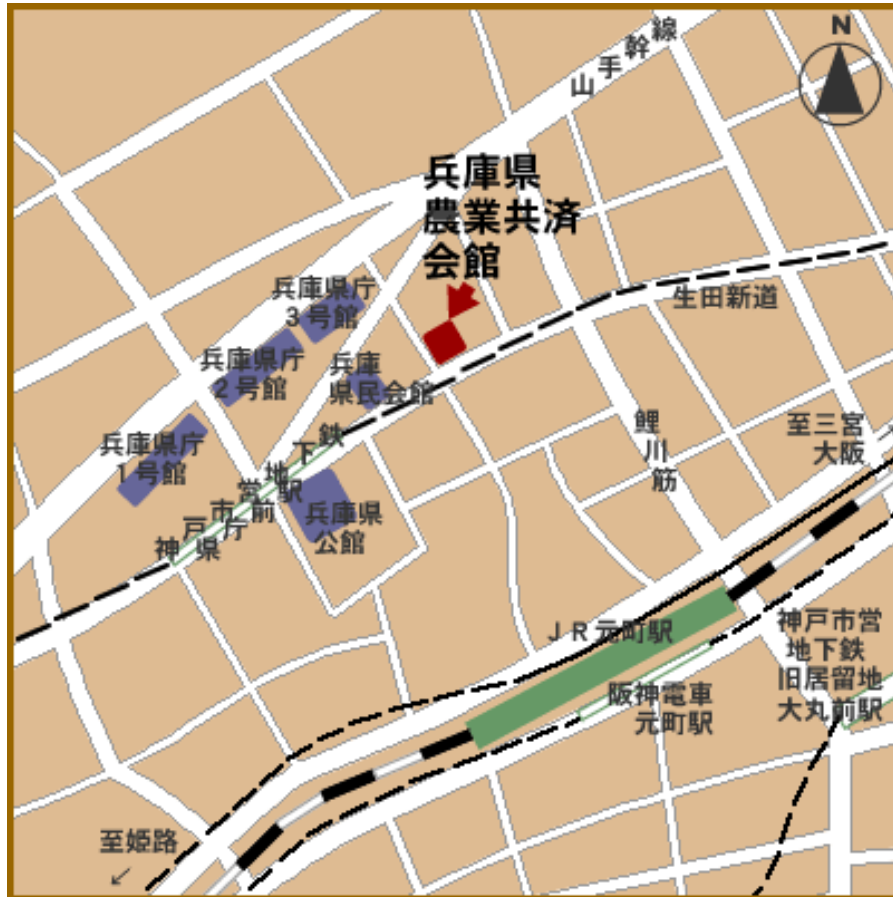 N
山手幹線
兵庫県
農業共済
会館
兵庫県庁
3号館
生田新道
兵庫県庁
2号館
兵庫
県民会館
兵庫県庁
1号館
鯉川筋
至三宮
大阪
神戸市営地下鉄
県庁前駅
兵庫県
公館
JR元町駅
神戸市営
地下鉄
旧居留地
大丸前駅
阪神電車
元町駅
至姫路
↙